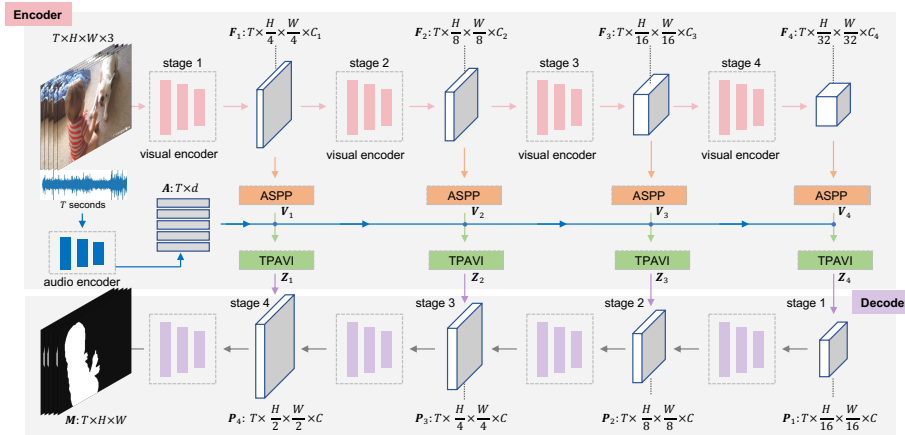 Encoder
T×H×W×3
F₁: T× H/4 × W/4 ×C₁
F₂: T× H/8 × W/8 ×C₂
F₃: T× H/16 × W/16 ×C₃
F₄: T× H/32 × W/32 ×C₄
stage 1
stage 2
stage 3
stage 4
visual encoder
visual encoder
visual encoder
visual encoder
T seconds
A: T×d
ASPP
ASPP
ASPP
ASPP
V₁
V₂
V₃
V₄
audio encoder
TPAVI
TPAVI
TPAVI
TPAVI
Z₁
Z₂
Z₃
Z₄
stage 4
stage 3
stage 2
stage 1
Decode
M: T×H×W
P₄: T× H/2 × W/2 ×C
P₃: T× H/4 × W/4 ×C
P₂: T× H/8 × W/8 ×C
P₁: T× H/16 × W/16 ×C